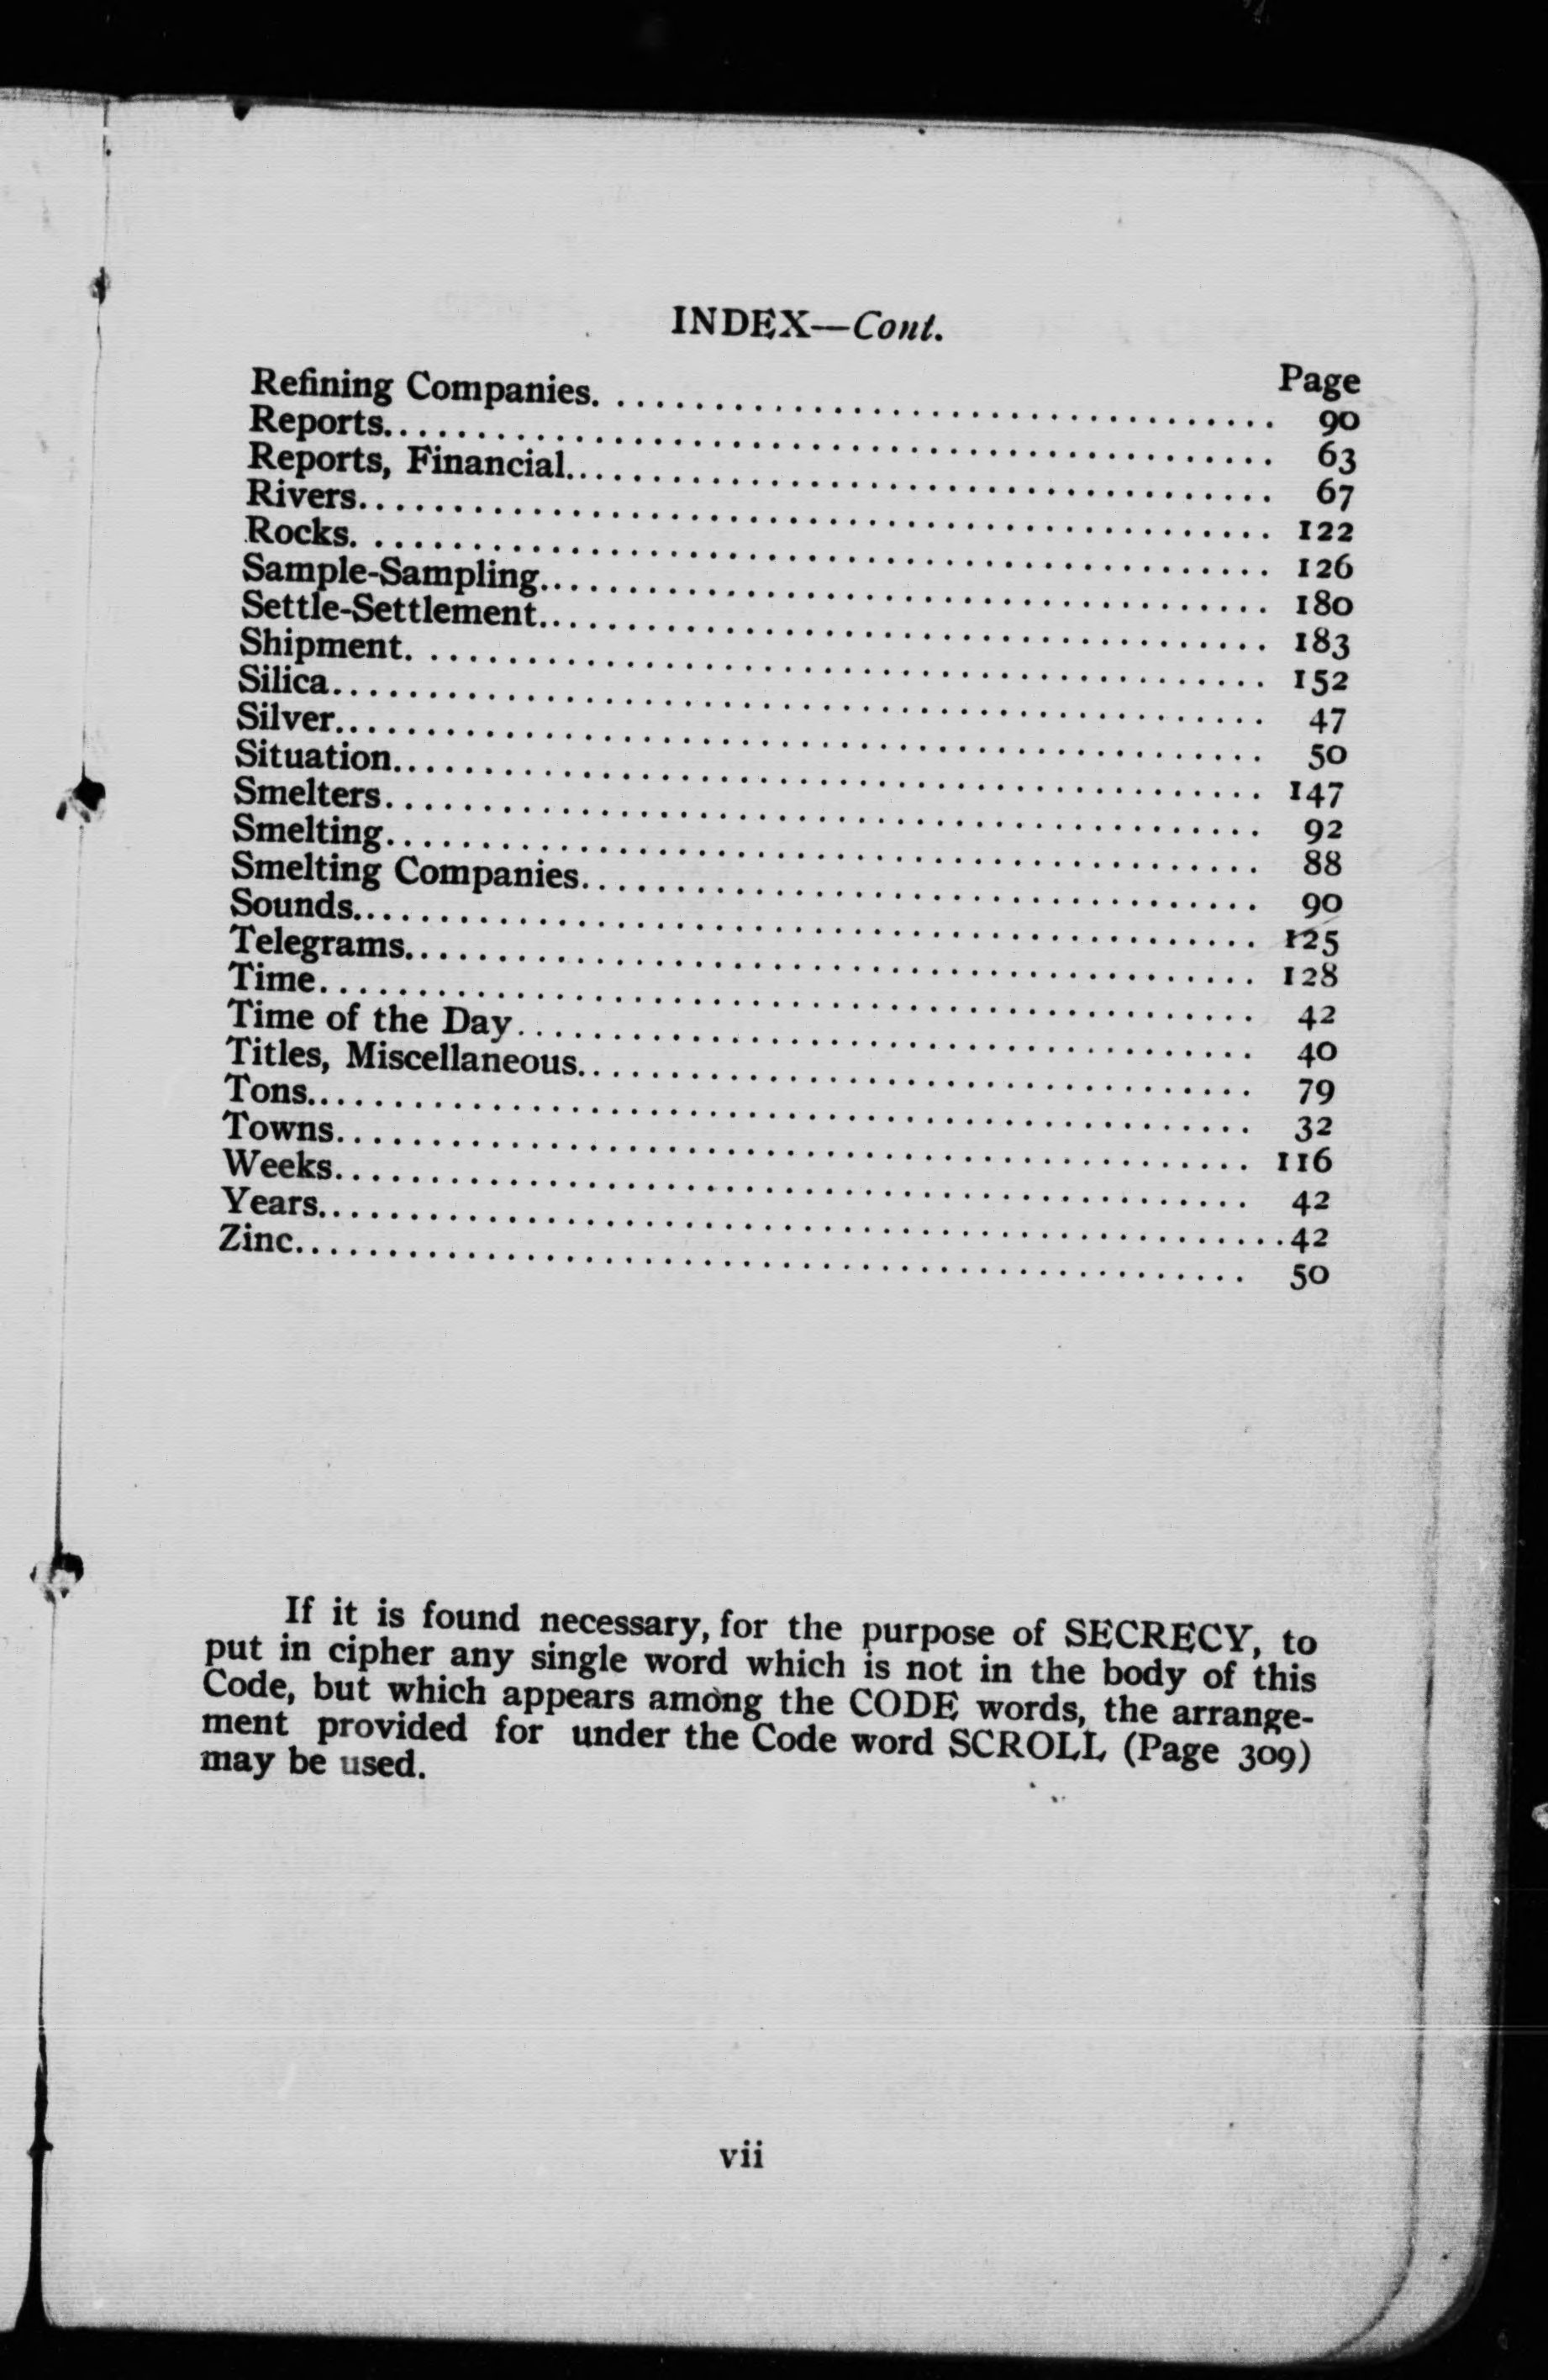 INDEX—Cont.
Page
Refining Companies. .................................. 90
Reports............................................. 63
Reports, Financial..................................... 67
Rivers................................................ 122
Rocks. ............................................... 126
Sample-Sampling...................................... 180
Settle-Settlement...................................... 183
Shipment. ............................................ 152
Silica................................................. 47
Silver................................................. 50
Situation.............................................. 147
Smelters.............................................. 92
Smelting.............................................. 88
Smelting Companies.................................... 90
Sounds................................................ 125
Telegrams............................................. 128
Time.................................................. 42
Time of the Day....................................... 40
Titles, Miscellaneous.................................... 79
Tons.................................................. 32
Towns................................................ 116
Weeks................................................ 42
Years.................................................42
Zinc.................................................. 50
If it is found necessary, for the purpose of SECRECY, to
put in cipher any single word which is not in the body of this
Code, but which appears among the CODE words, the arrange-
ment provided for under the Code word SCROLL (Page 309)
may be used.
vii